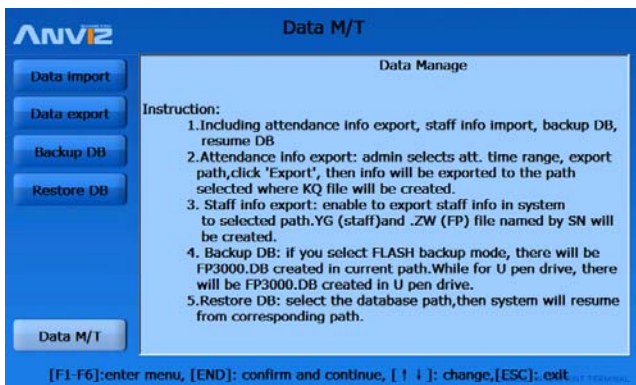 ANVIZ
Data M/T
Data import
Data export
Backup DB
Restore DB
Data M/T
Data Manage
Instruction:
1.Including attendance info export, staff info import, backup DB,
resume DB
2.Attendance info export: admin selects att. time range, export
path,click 'Export', then info will be exported to the path
selected where KQ file will be created.
3. Staff info export: enable to export staff info in system
to selected path.YG (staff)and .ZW (FP) file named by SN will
be created.
4. Backup DB: if you select FLASH backup mode, there will be
FP3000.DB created in current path.While for U pen drive, there
will be FP3000.DB created in U pen drive.
5.Restore DB: select the database path,then system will resume
from corresponding path.
[F1-F6]:enter menu, [END]: confirm and continue, [↑↓]: change,[ESC]: exit